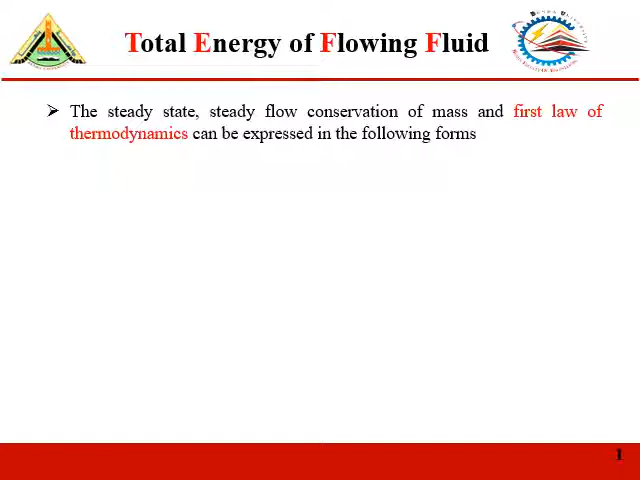 Total Energy of Flowing Fluid
➢ The steady state, steady flow conservation of mass and first law of
thermodynamics can be expressed in the following forms
1